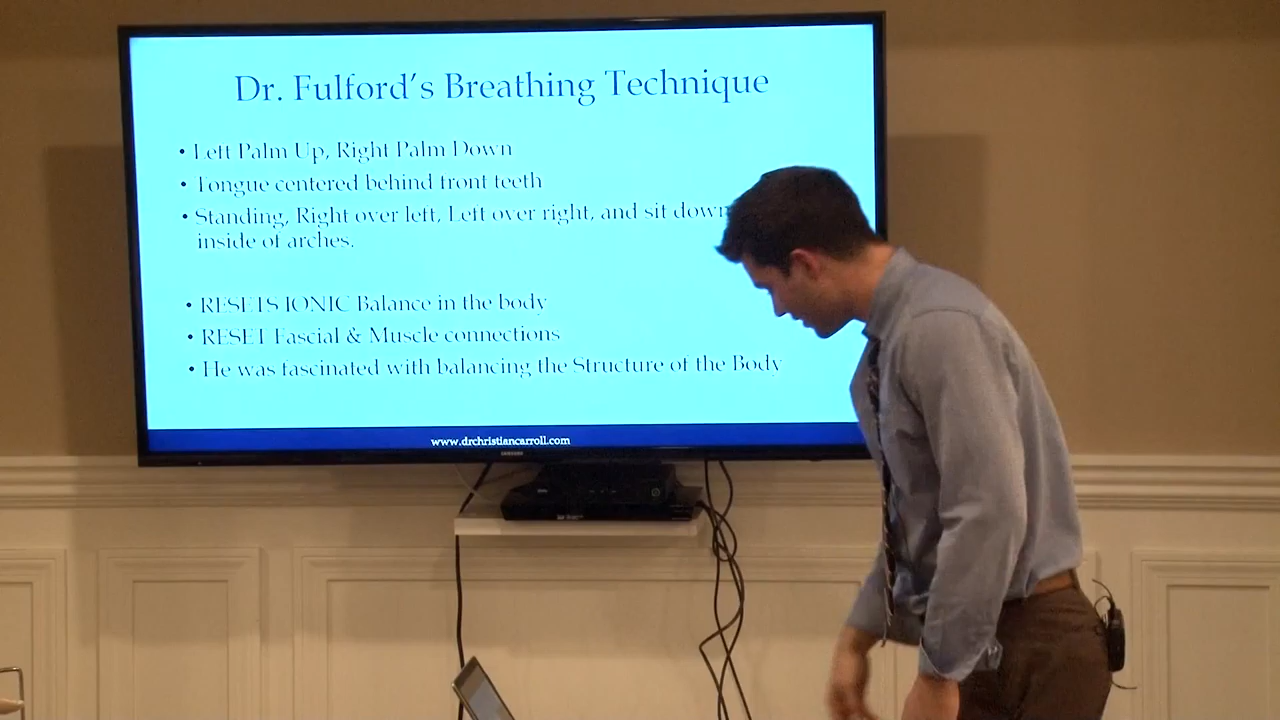 Dr. Fulford's Breathing Technique
• Left Palm Up, Right Palm Down
• Tongue centered behind front teeth
• Standing, Right over left, Left over right, and sit down
inside of arches.
• RESETS IONIC Balance in the body
• RESET Fascial & Muscle connections
• He was fascinated with balancing the Structure of the Body
www.drchristiancarroll.com
SAMSUNG